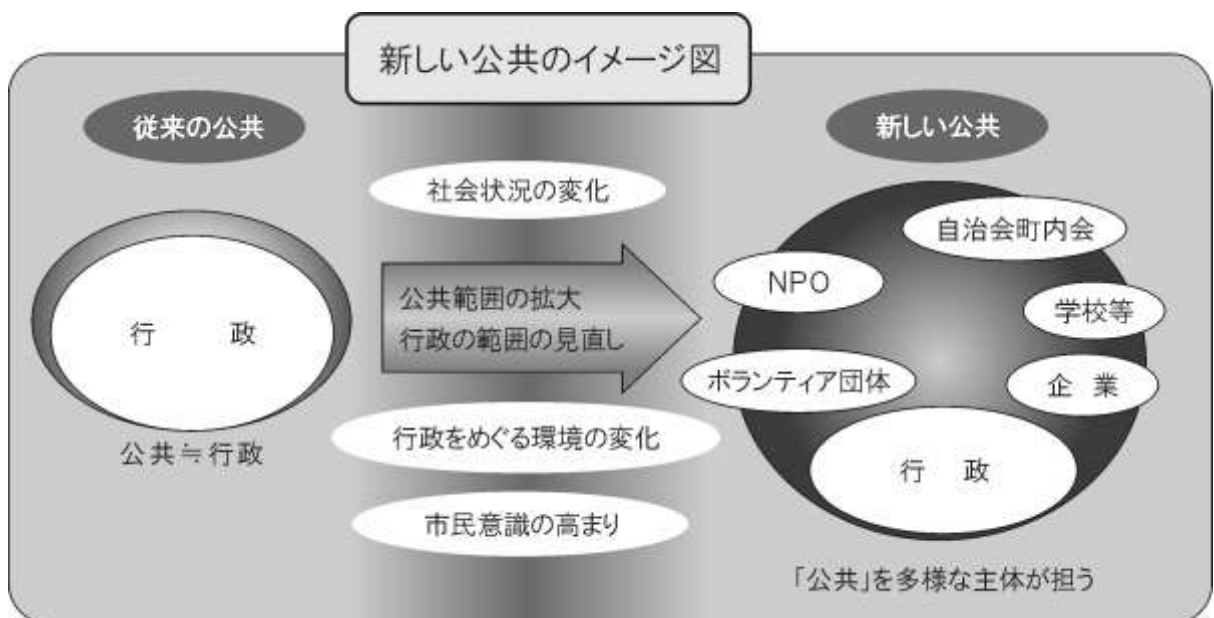 新しい公共のイメージ図
従来の公共
行 政
公共≒行政
社会状況の変化
公共範囲の拡大
行政の範囲の見直し
行政をめぐる環境の変化
市民意識の高まり
新しい公共
自治会町内会
NPO
学校等
ボランティア団体
企 業
行 政
「公共」を多様な主体が担う